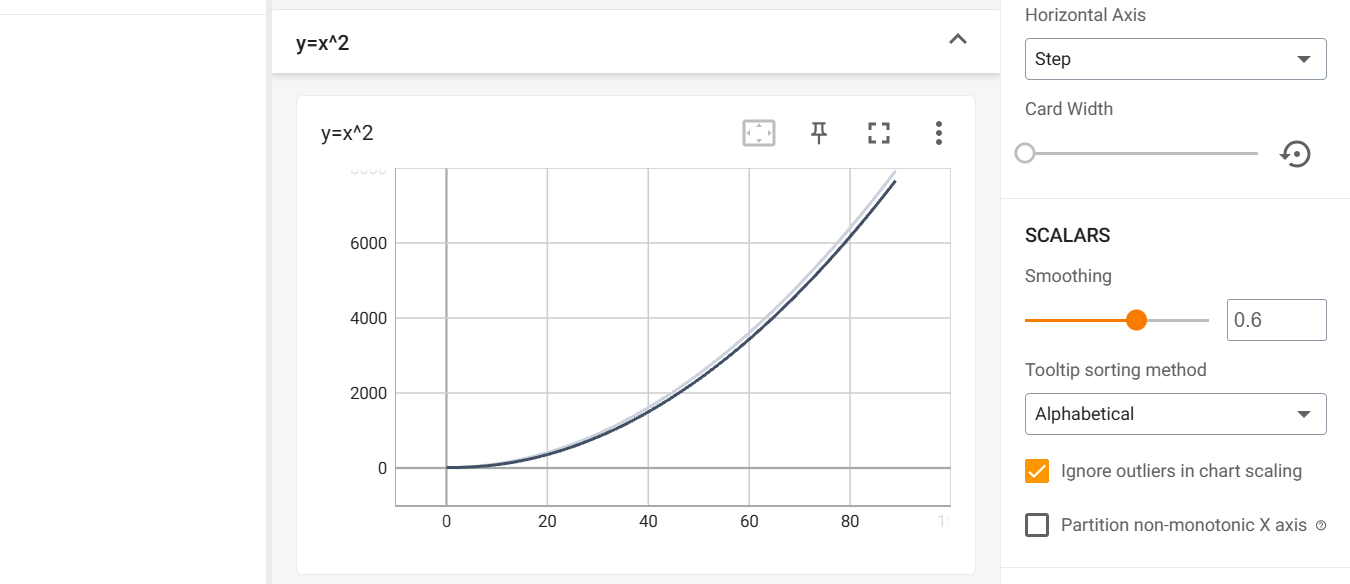 y=x^2
y=x^2
6000
4000
2000
0
0 20 40 60 80
Horizontal Axis
Step
Card Width
SCALARS
Smoothing
0.6
Tooltip sorting method
Alphabetical
Ignore outliers in chart scaling
Partition non-monotonic X axis